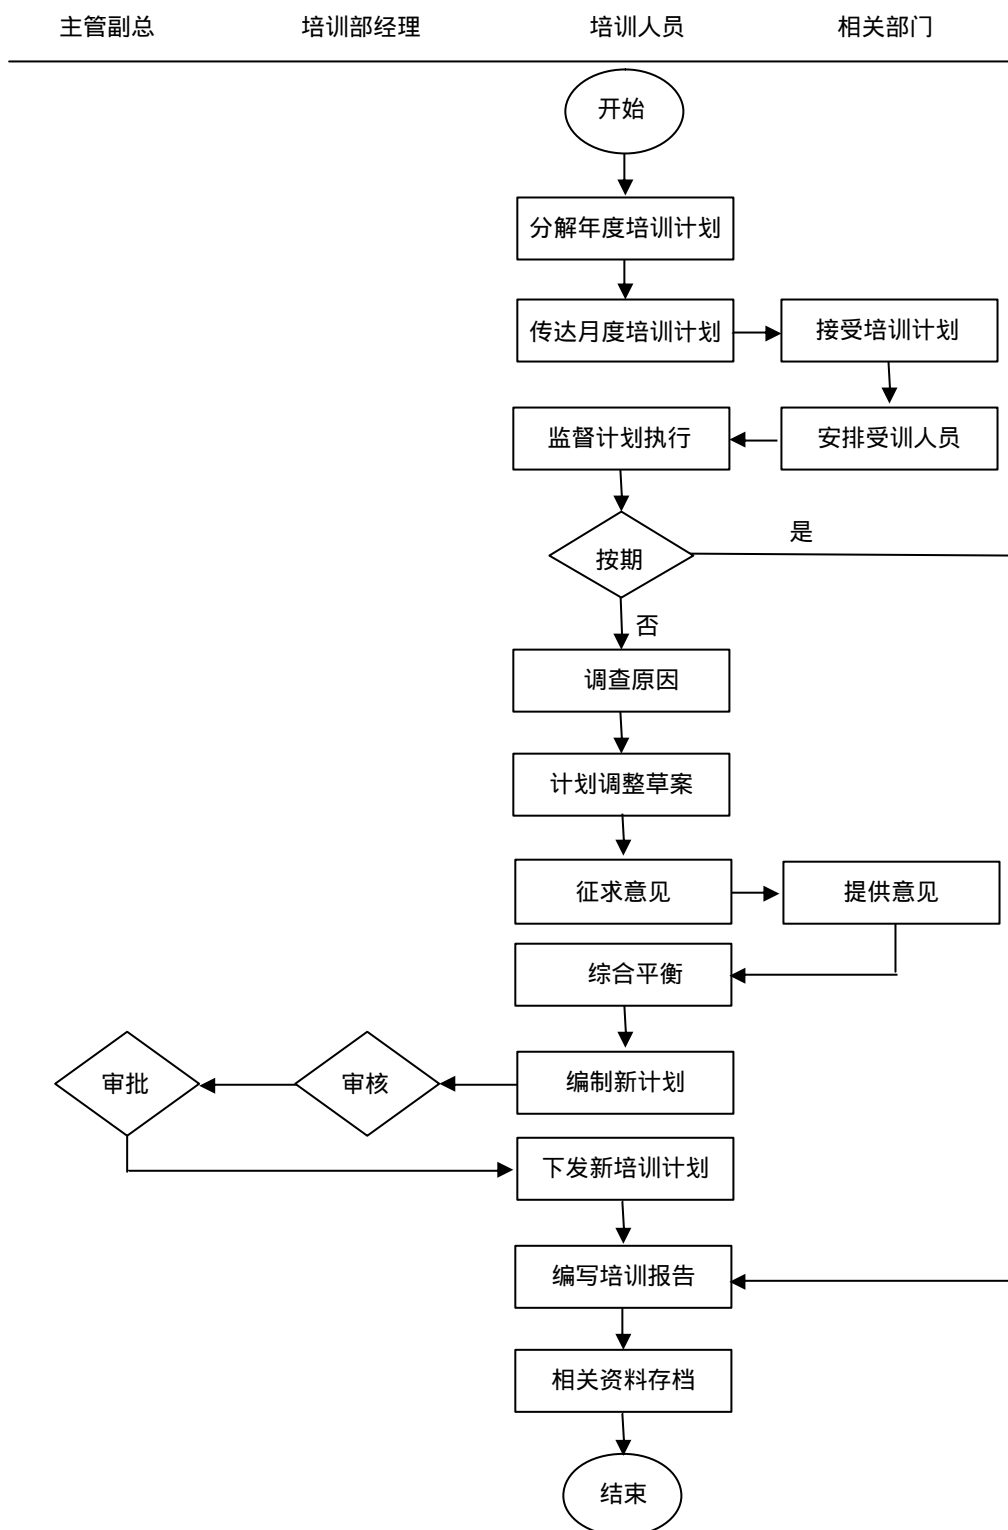 主管副总
培训部经理
培训人员
相关部门
开始
分解年度培训计划
传达月度培训计划
接受培训计划
监督计划执行
安排受训人员
是
按期
否
调查原因
计划调整草案
征求意见
提供意见
综合平衡
审批
审核
编制新计划
下发新培训计划
编写培训报告
相关资料存档
结束